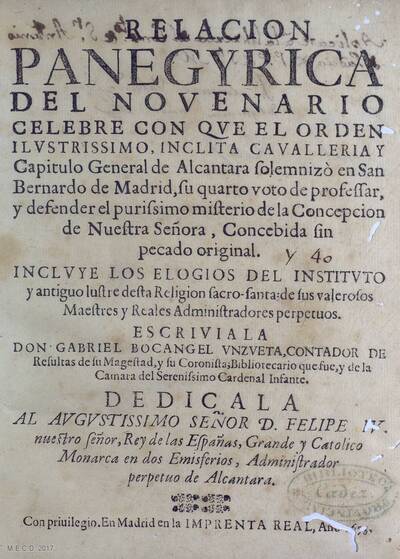 RELACION
PANEGYRICA
DEL NOVENARIO
CELEBRE CON QVE EL ORDEN
ILVSTRISSIMO, INCLITA CAVALLERIA Y
Capitulo General de Alcantara ſolemnizò en San
Bernardo de Madrid, ſu quarto voto de profeſſar,
y defender el puriſsimo miſterio de la Concepcion
de Nueſtra Señora, Concebida ſin
pecado original.
y 40
INCLVYE LOS ELOGIOS DEL INSTITVTO
y antiguo luſtre deſta Religion ſacro-ſanta: de ſus valeroſos
Maeſtres y Reales Adminiſtradores perpetuos.
ESCRIVIALA
DON GABRIEL BOCANGEL VNZVETA, CONTADOR DE
Reſultas de ſu Mageſtad, y ſu Coroniſta; Bibliotecario que fue, y de la
Camara del Sereniſsimo Cardenal Infante.
DEDICALA
AL AVGVSTISSIMO SEÑOR D. FELIPE IV.
nueſtro ſeñor, Rey de las Eſpañas, Grande y Catolico
Monarca en dos Emisferios, Adminiſtrador
perpetuo de Alcantara.
Con priuilegio. En Madrid en la IMPRENTA REAL, Año
M.E.C.D. 2017